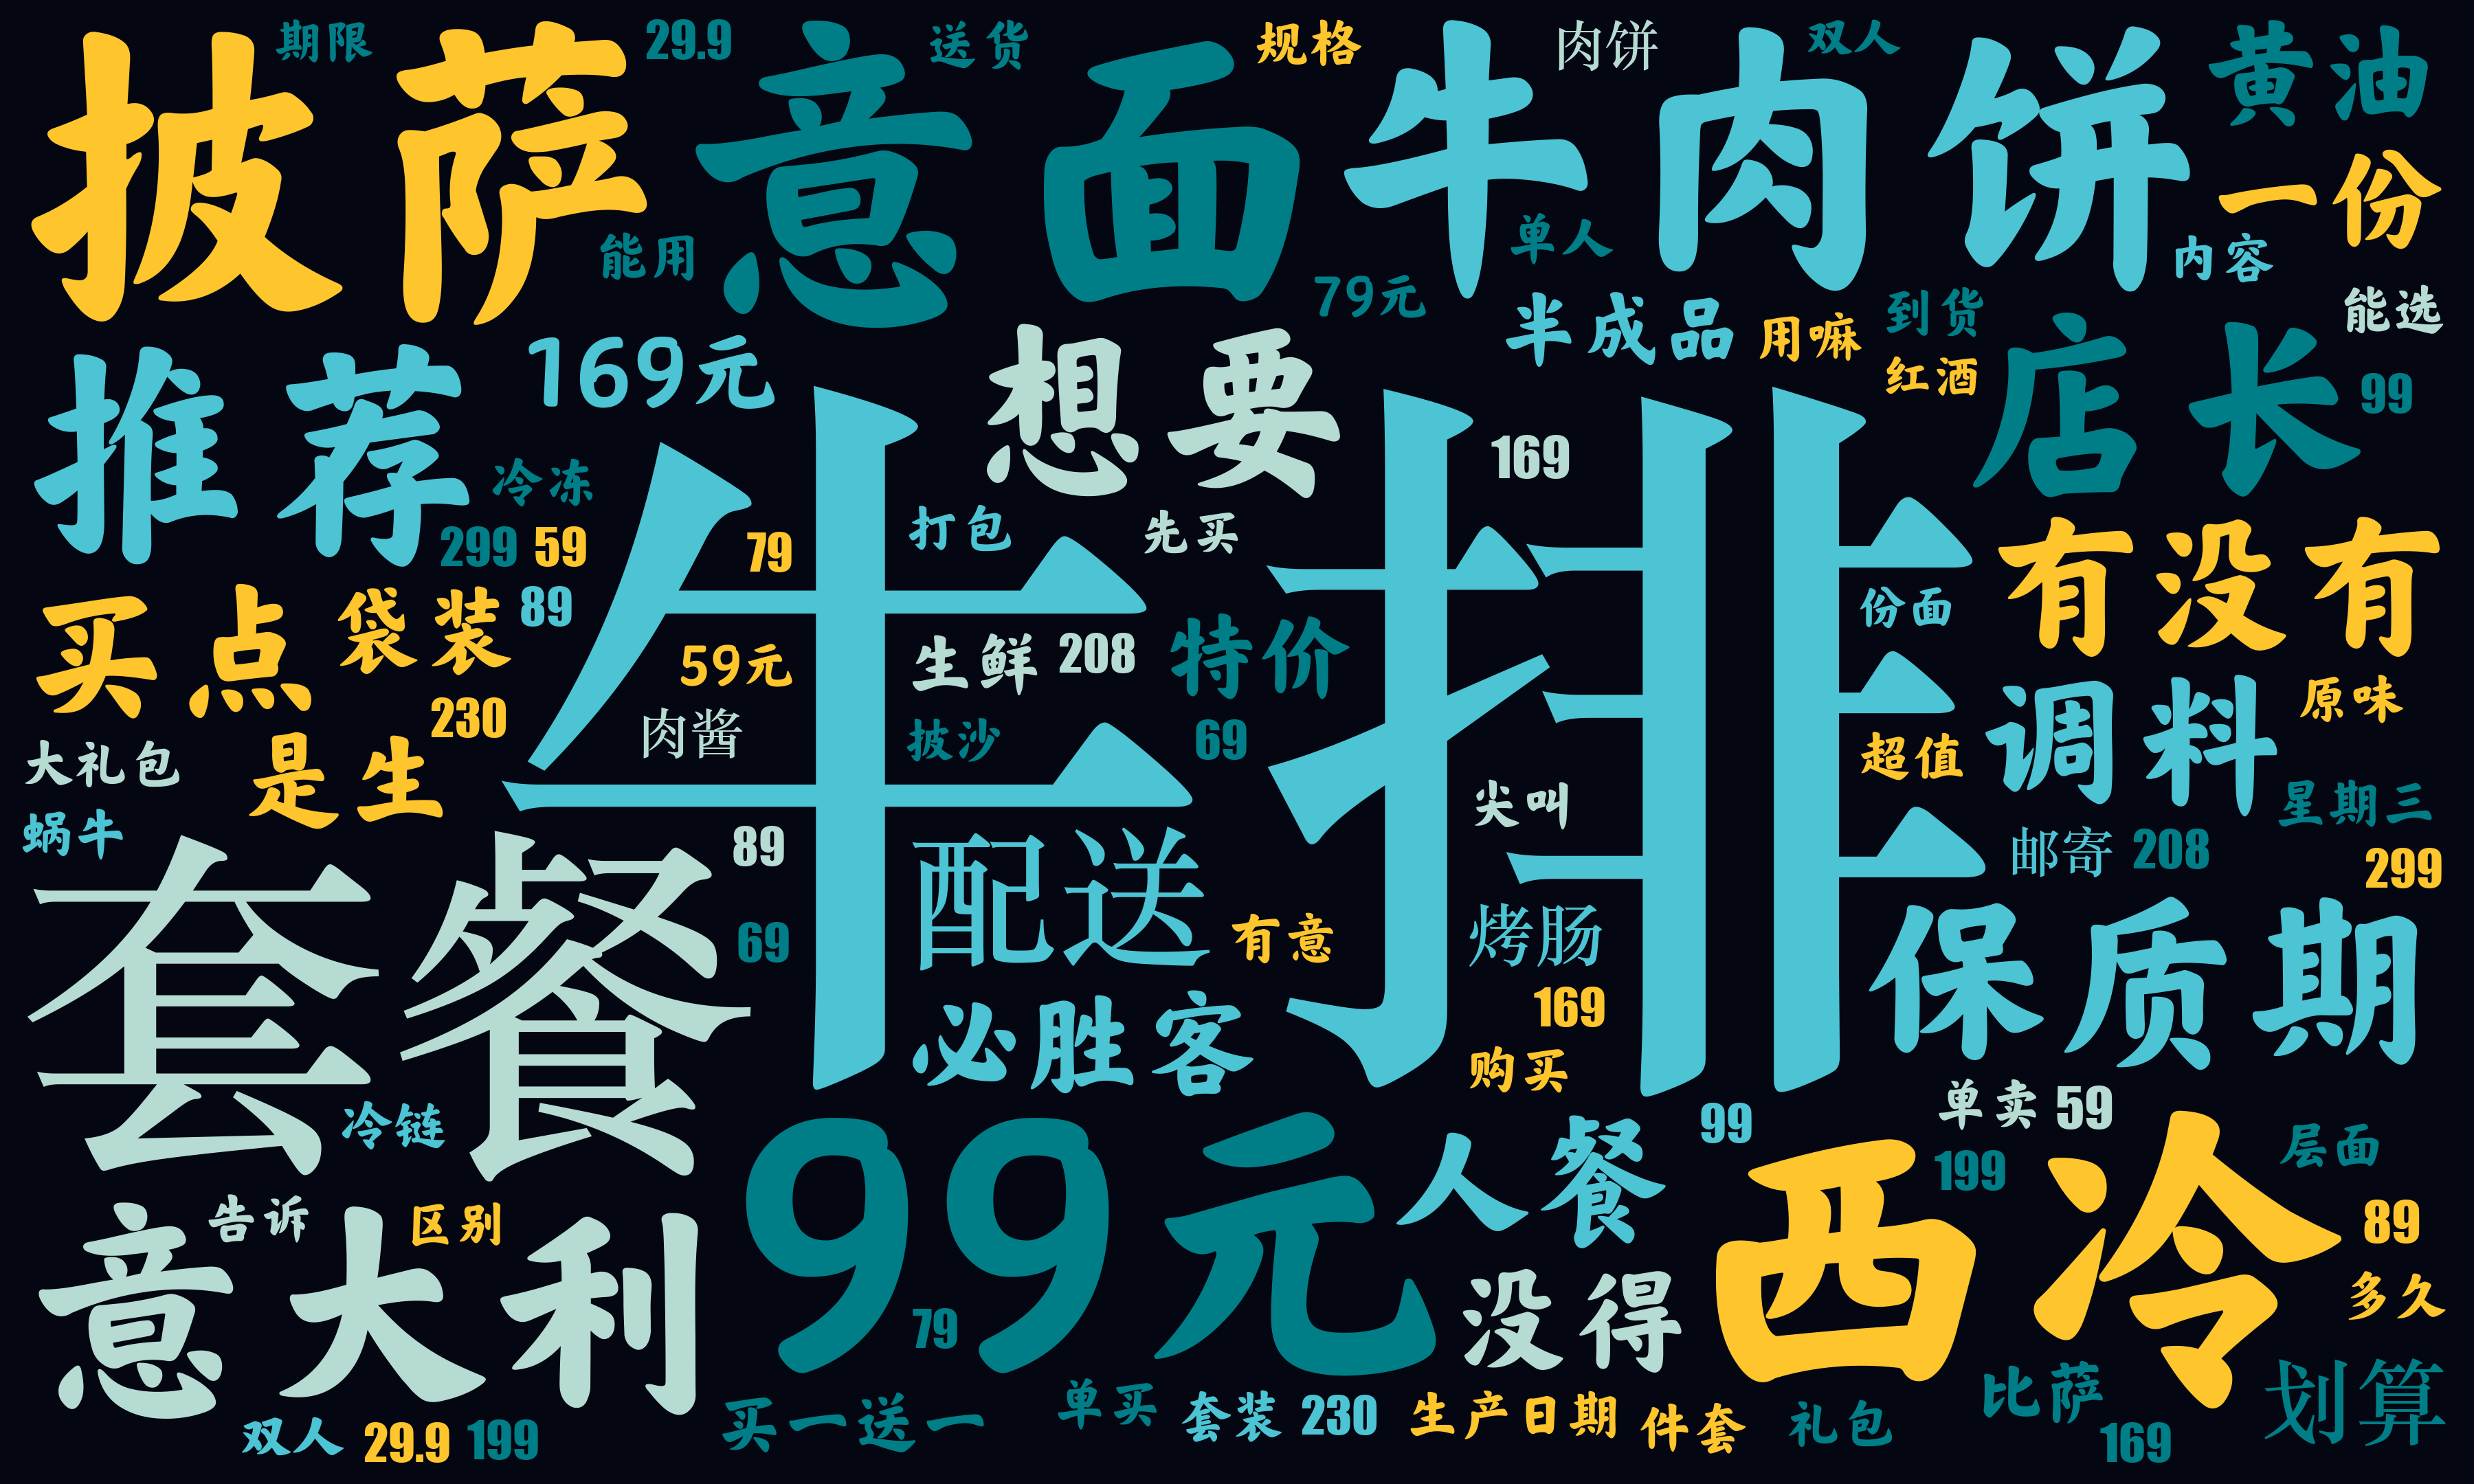 披萨
期限
29.9
意面
送货
规格
牛肉饼
肉饼
双人
黄油
一份
能用
79元
单人
内容
能选
推荐
169元
想要
半成品
用嘛
到货
红酒
店长
99
冷冻
299
59
牛排
79
打包
先买
169
有没有
买点
袋装
89
59元
生鲜
208
特价
份面
230
肉酱
披沙
69
调料
原味
大礼包
是生
尖叫
超值
星期三
蜗牛
套餐
89
配送
邮寄
208
299
69
有意
烤肠
保质期
必胜客
169
购买
冷链
99元
人餐
99
单卖
59
西冷
199
层面
意大利
告诉
区别
79
没得
89
多久
双人
29.9
199
买一送一
单买
套装
230
生产日期
件套
礼包
比萨
169
划算